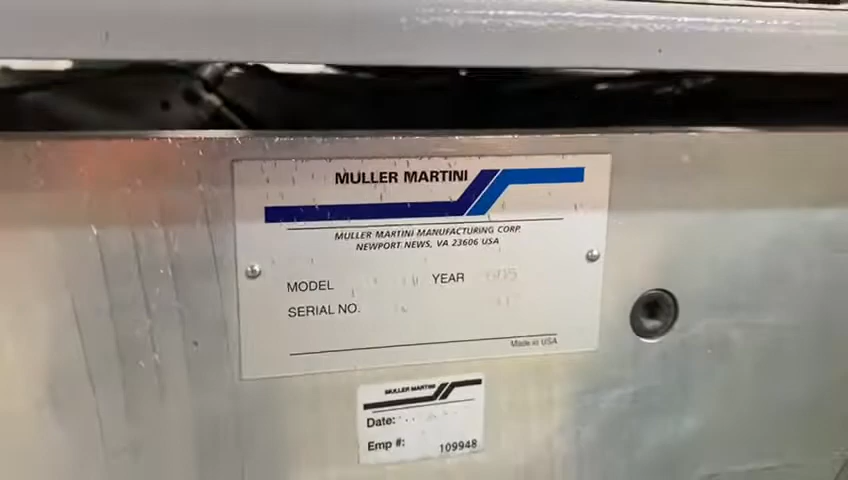 MULLER MARTINI
MULLER MARTINI MANUFACTURING CORP.
NEWPORT NEWS, VA 23606 USA
MODEL YEAR
SERIAL NO.
Made in USA
MULLER MARTINI
Date:
Emp #: 109948